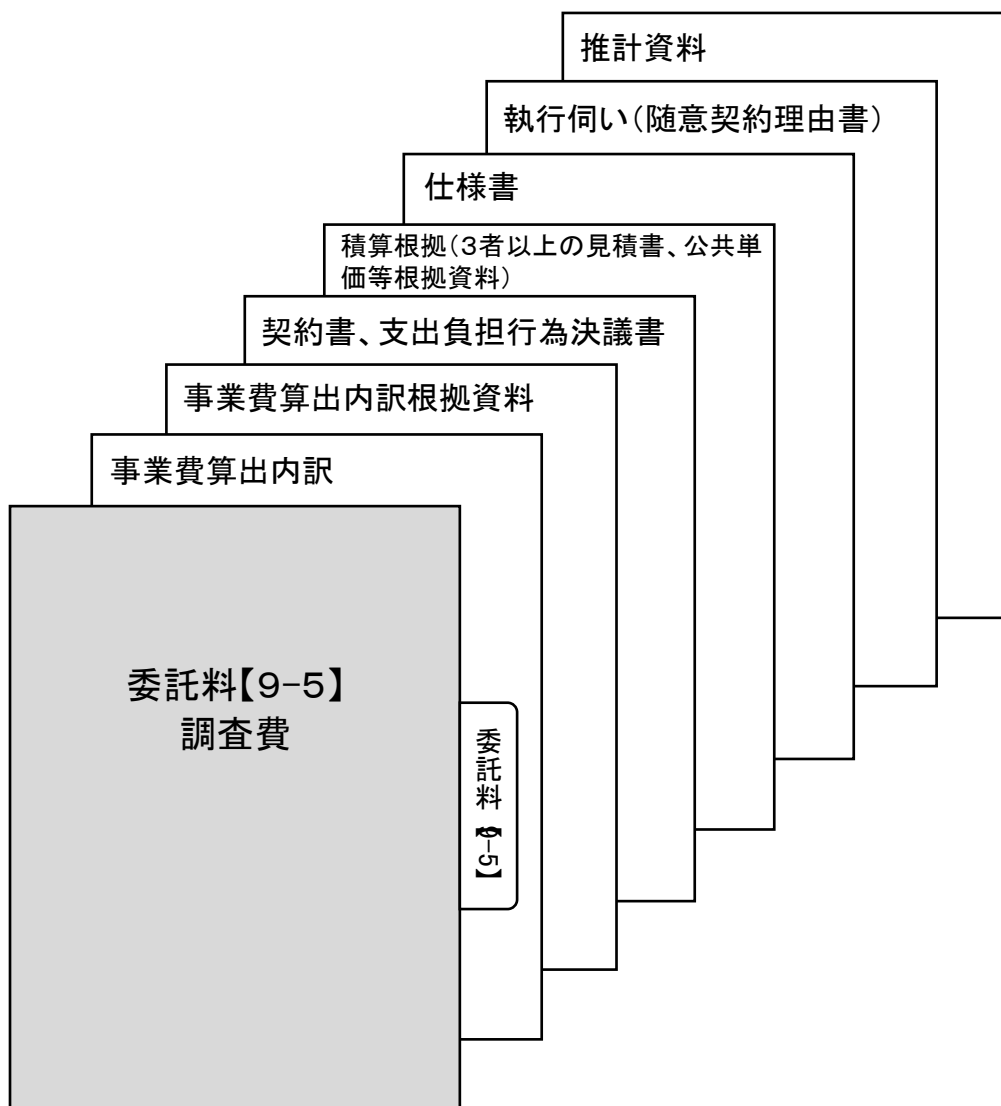 推計資料
執行伺い（随意契約理由書）
仕様書
積算根拠（３者以上の見積書、公共単
価等根拠資料）
契約書、支出負担行為決議書
事業費算出内訳根拠資料
事業費算出内訳
委託料【９−５】
調査費
委託料【９−５】